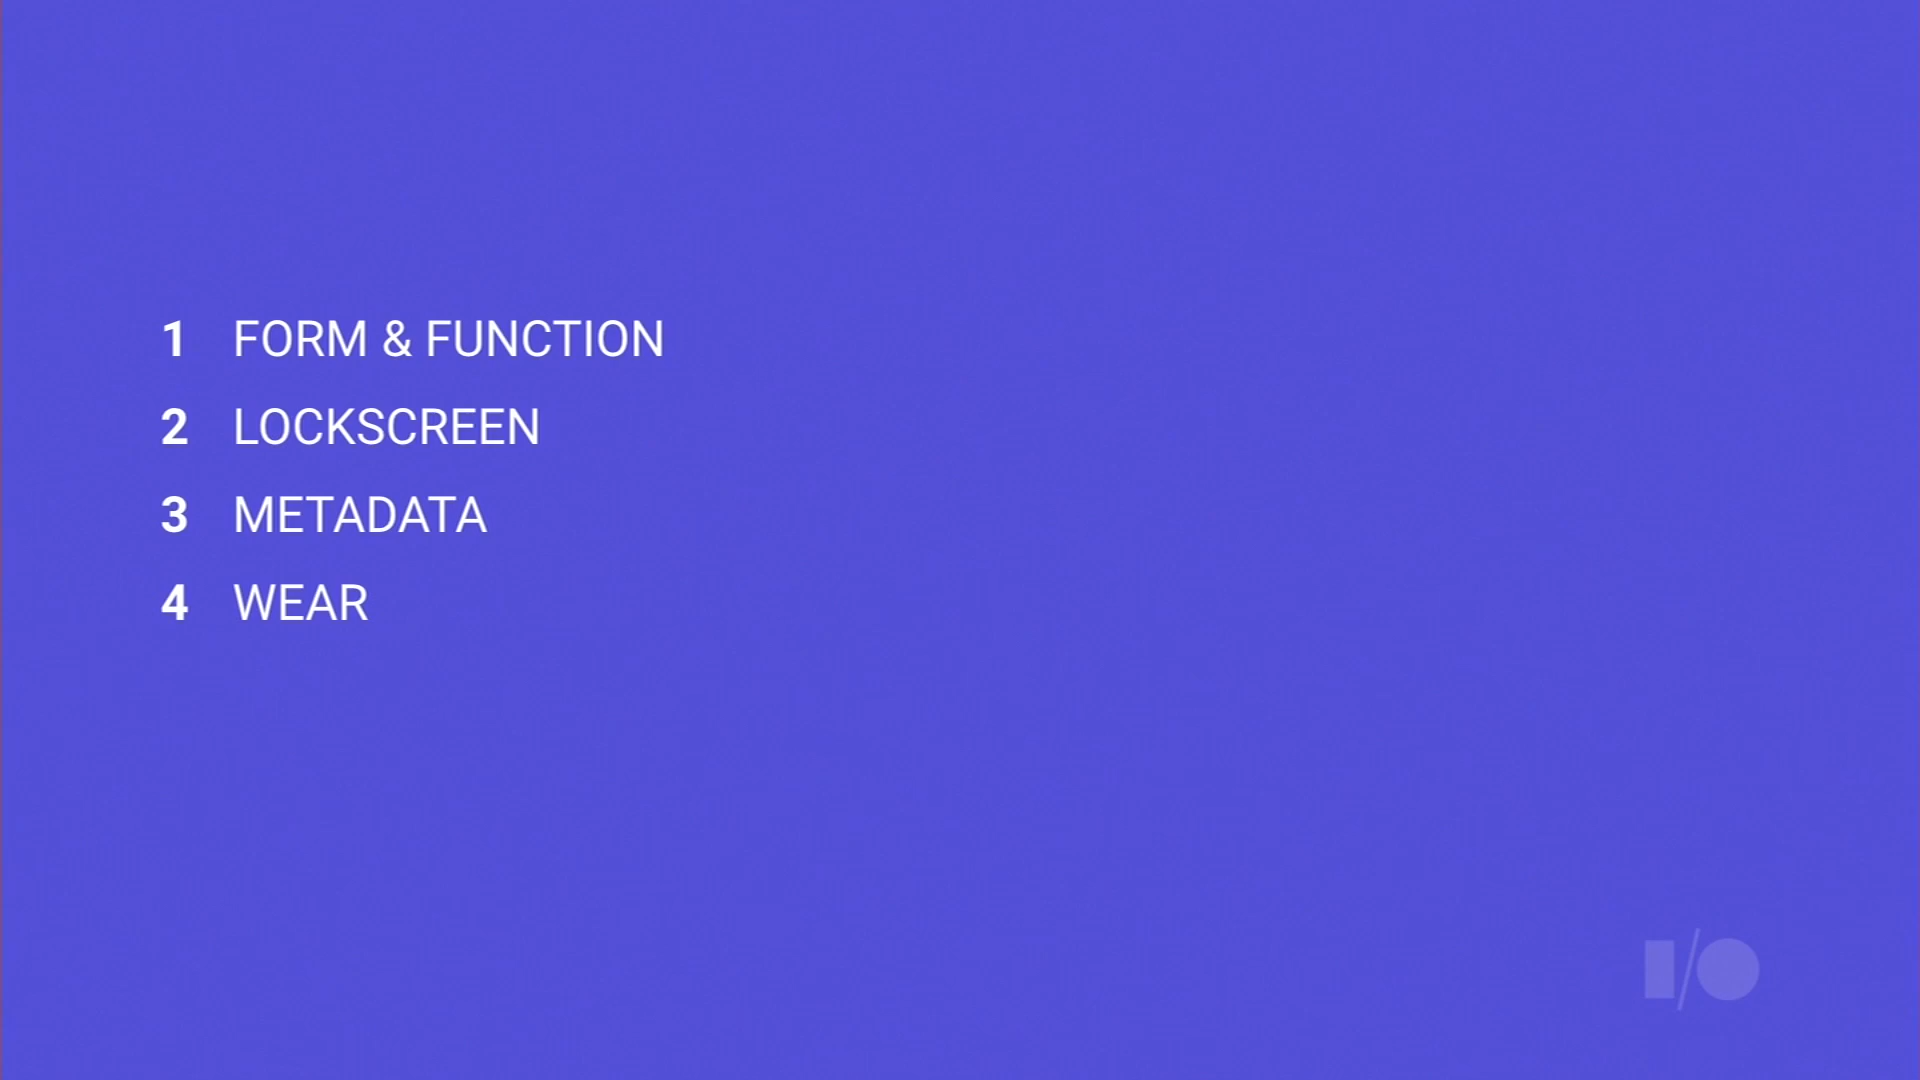 1 FORM & FUNCTION
2 LOCKSCREEN
3 METADATA
4 WEAR
I/O